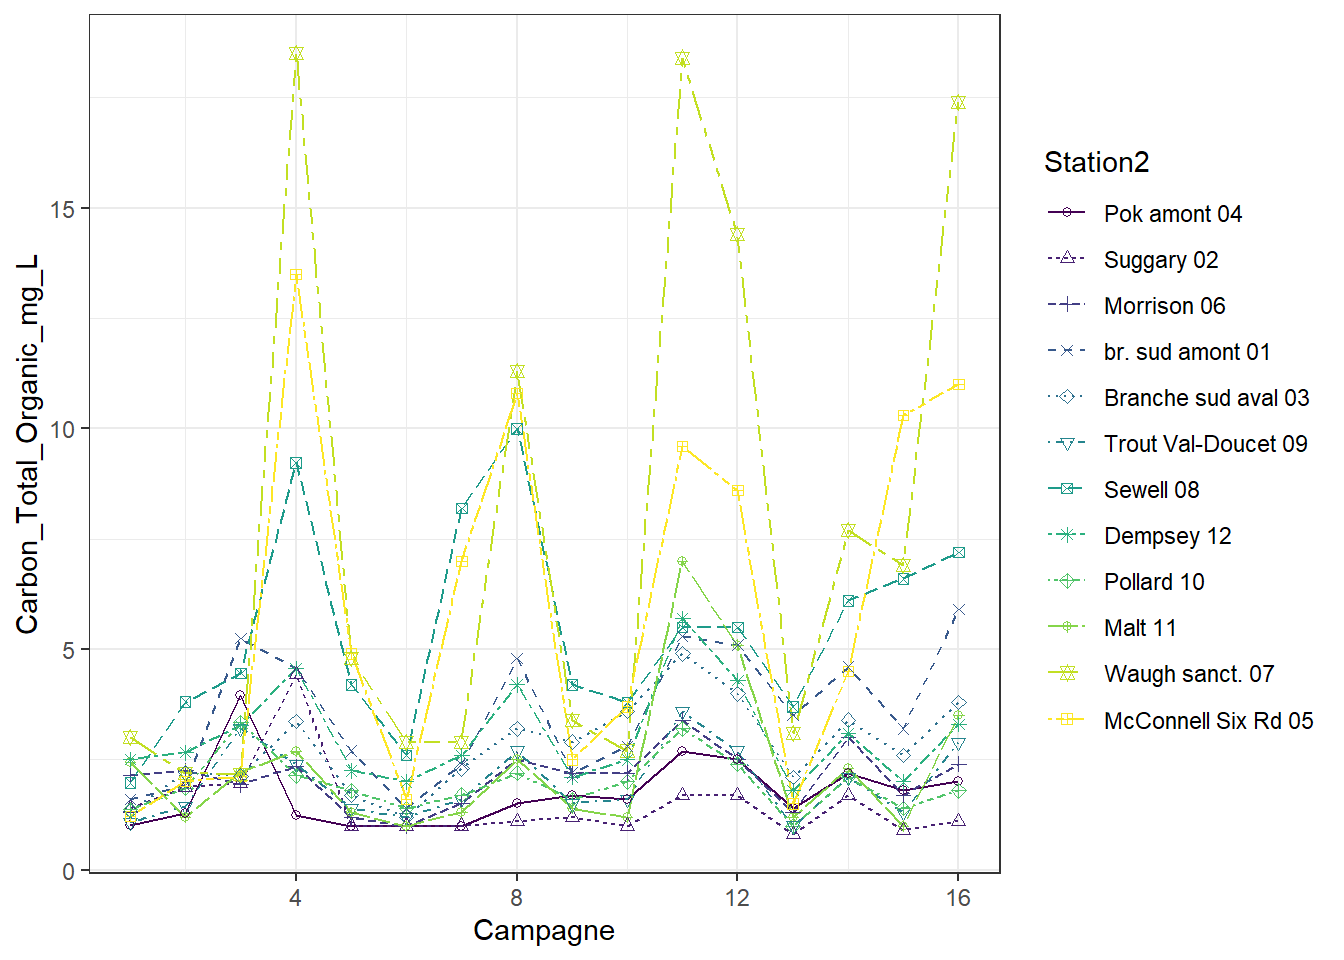 Carbon_Total_Organic_mg_L
15
10
5
0
4
8
12
16
Campagne
Station2
Pok amont 04
Suggary 02
Morrison 06
br. sud amont 01
Branche sud aval 03
Trout Val-Doucet 09
Sewell 08
Dempsey 12
Pollard 10
Malt 11
Waugh sanct. 07
McConnell Six Rd 05